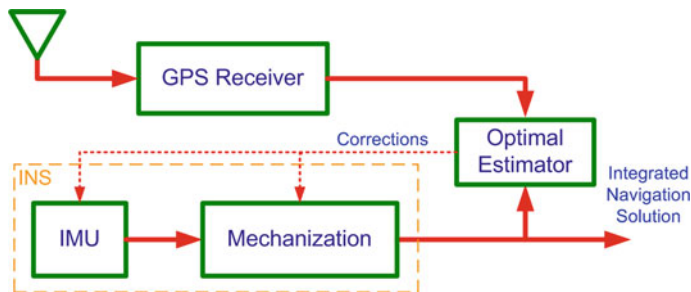 GPS Receiver
Corrections
Optimal
Estimator
INS
Integrated
Navigation
Solution
IMU
Mechanization